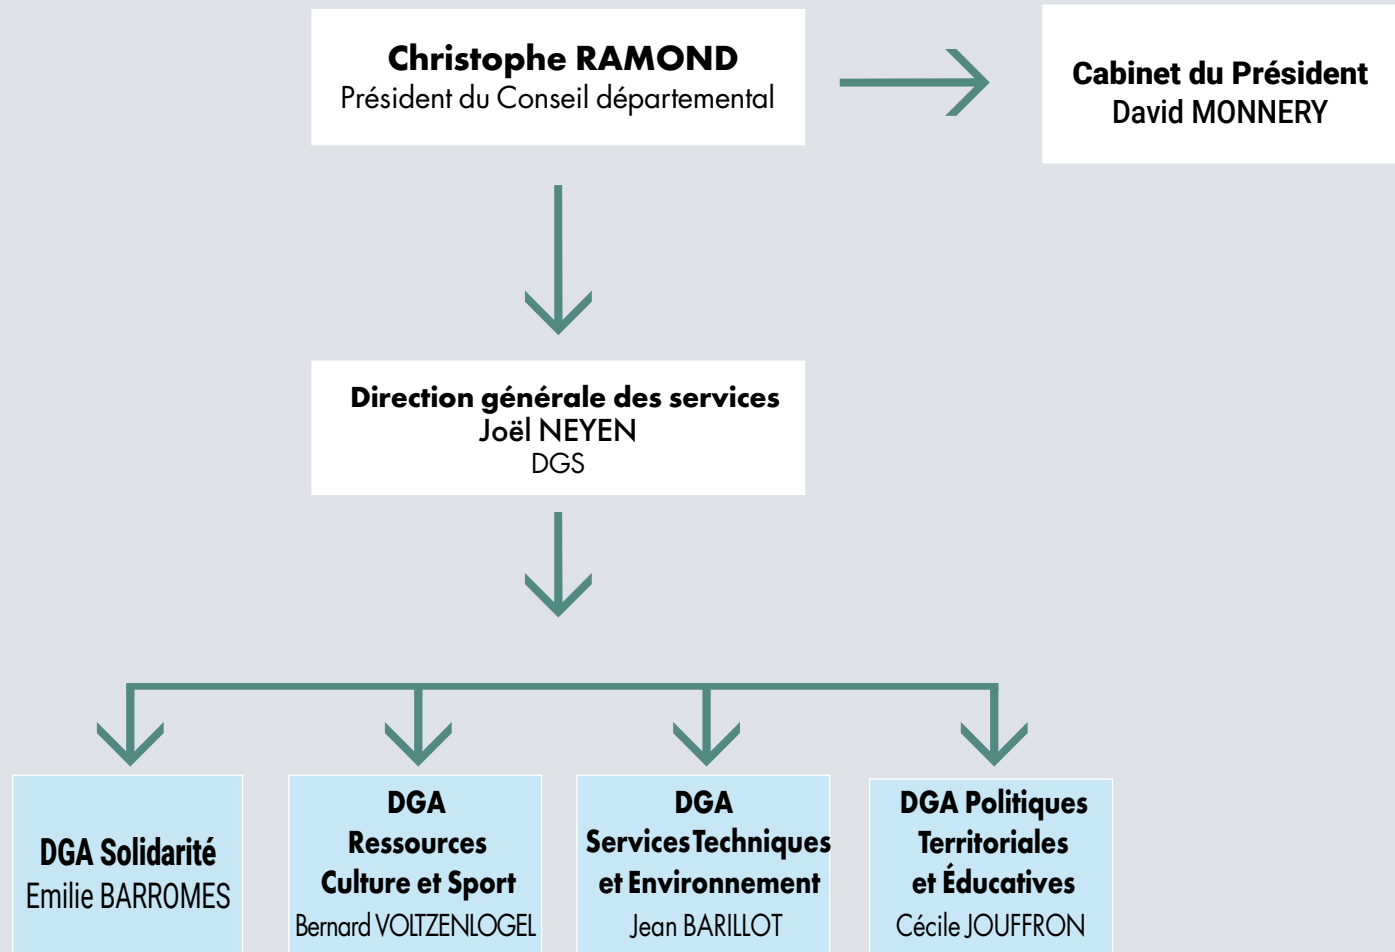 Christophe RAMOND
Président du Conseil départemental
Cabinet du Président
David MONNERY
Direction générale des services
Joël NEYEN
DGS
DGA Solidarité
Emilie BARROMES
DGA
Ressources
Culture et Sport
Bernard VOLTZENLOGEL
DGA
Services Techniques
et Environnement
Jean BARILLOT
DGA Politiques
Territoriales
et Éducatives
Cécile JOUFFRON